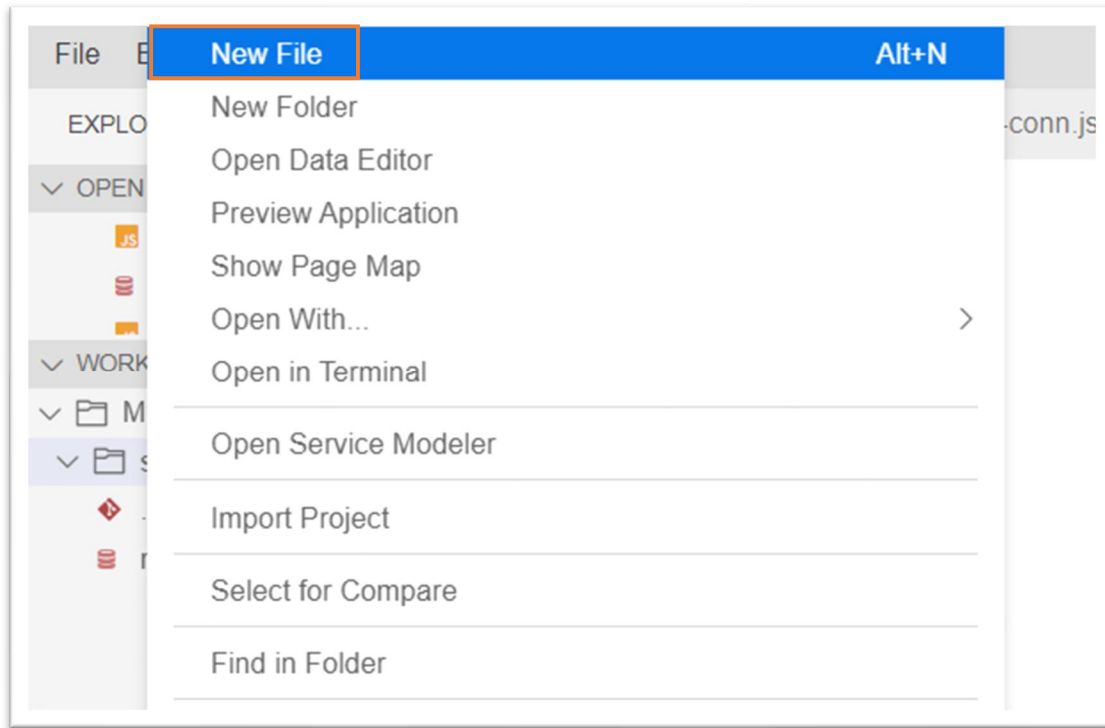 File E New File Alt+N
New Folder
EXPLO -conn.js
Open Data Editor
OPEN
Preview Application
JS
Show Page Map
Open With...
WORK
Open in Terminal
M
Open Service Modeler
s
Import Project
Select for Compare
Find in Folder